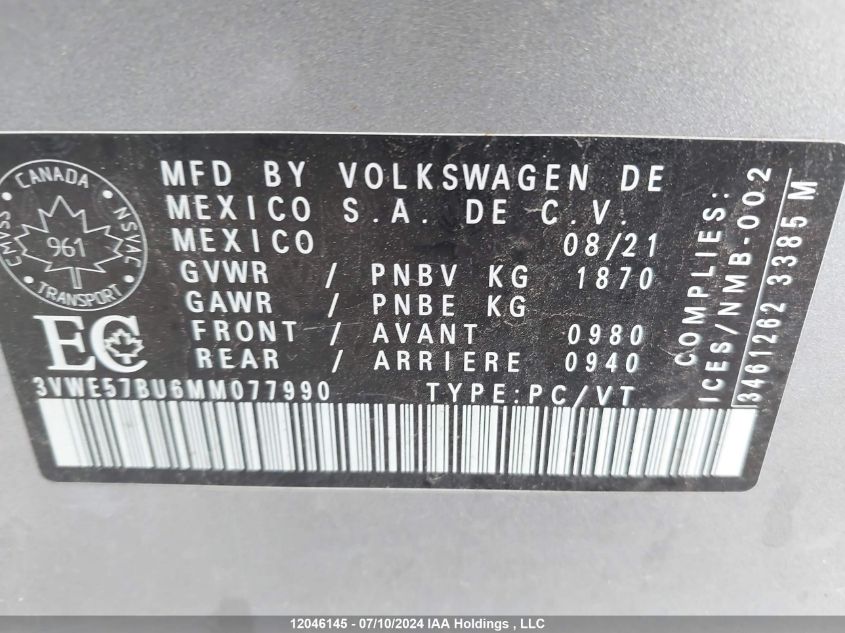 CANADA
CMVSS
NSVAC
961
TRANSPORT
MFD BY VOLKSWAGEN DE
MEXICO S.A. DE C.V.
MEXICO 08/21
GVWR / PNBV KG 1870
GAWR / PNBE KG
FRONT / AVANT 0980
REAR / ARRIERE 0940
EC
3VWE57BU6MM077990 TYPE:PC/VT
COMPLIES:
ICES/NMB-002
3461262 3385 M
12046145 - 07/10/2024 IAA Holdings , LLC